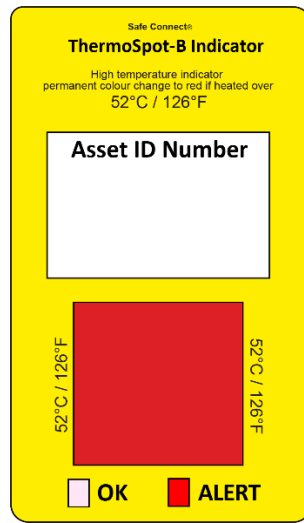 Safe Connect®
ThermoSpot-B Indicator
High temperature indicator
permanent colour change to red if heated over
52°C / 126°F
Asset ID Number
52°C / 126°F
52°C / 126°F
OK
ALERT